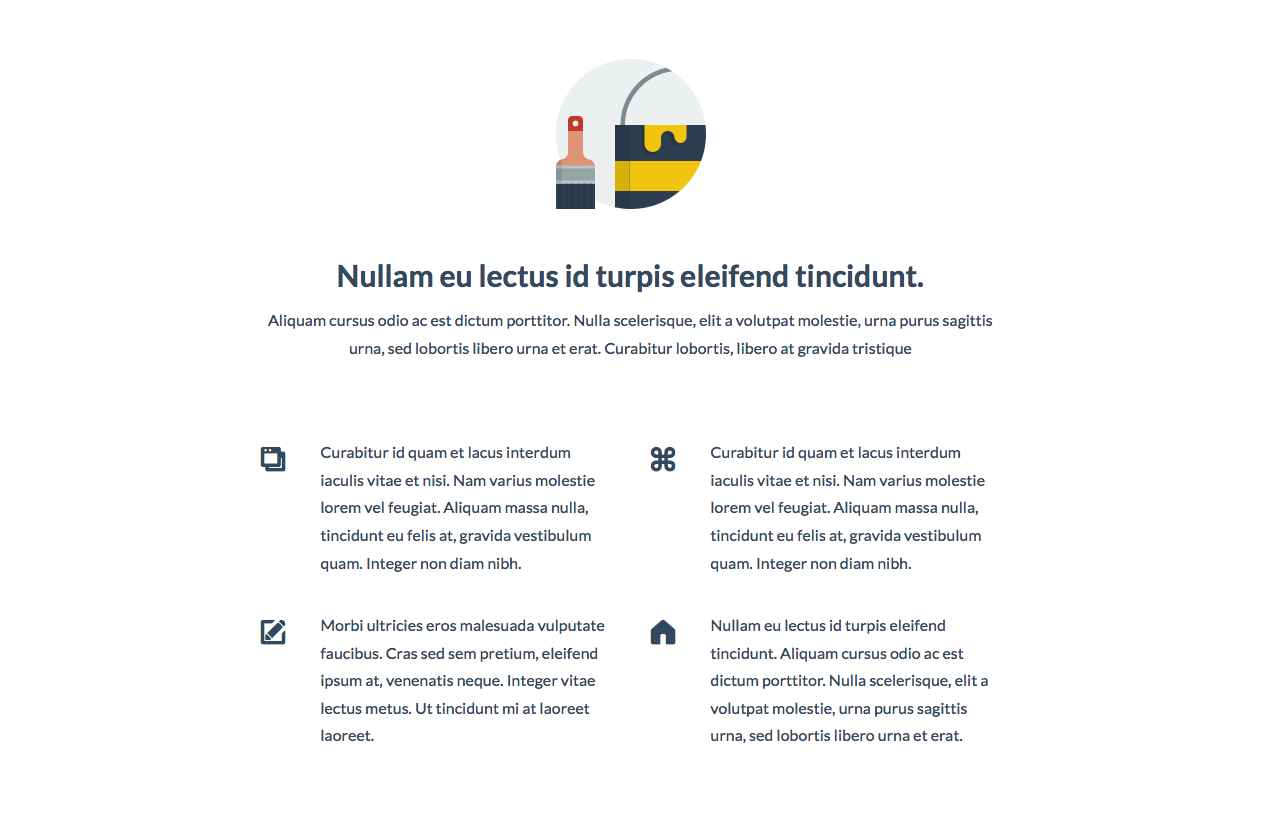 Nullam eu lectus id turpis eleifend tincidunt.
Aliquam cursus odio ac est dictum porttitor. Nulla scelerisque, elit a volutpat molestie, urna purus sagittis
urna, sed lobortis libero urna et erat. Curabitur lobortis, libero at gravida tristique
Curabitur id quam et lacus interdum
iaculis vitae et nisi. Nam varius molestie
lorem vel feugiat. Aliquam massa nulla,
tincidunt eu felis at, gravida vestibulum
quam. Integer non diam nibh.
Curabitur id quam et lacus interdum
iaculis vitae et nisi. Nam varius molestie
lorem vel feugiat. Aliquam massa nulla,
tincidunt eu felis at, gravida vestibulum
quam. Integer non diam nibh.
Morbi ultricies eros malesuada vulputate
faucibus. Cras sed sem pretium, eleifend
ipsum at, venenatis neque. Integer vitae
lectus metus. Ut tincidunt mi at laoreet
laoreet.
Nullam eu lectus id turpis eleifend
tincidunt. Aliquam cursus odio ac est
dictum porttitor. Nulla scelerisque, elit a
volutpat molestie, urna purus sagittis
urna, sed lobortis libero urna et erat.